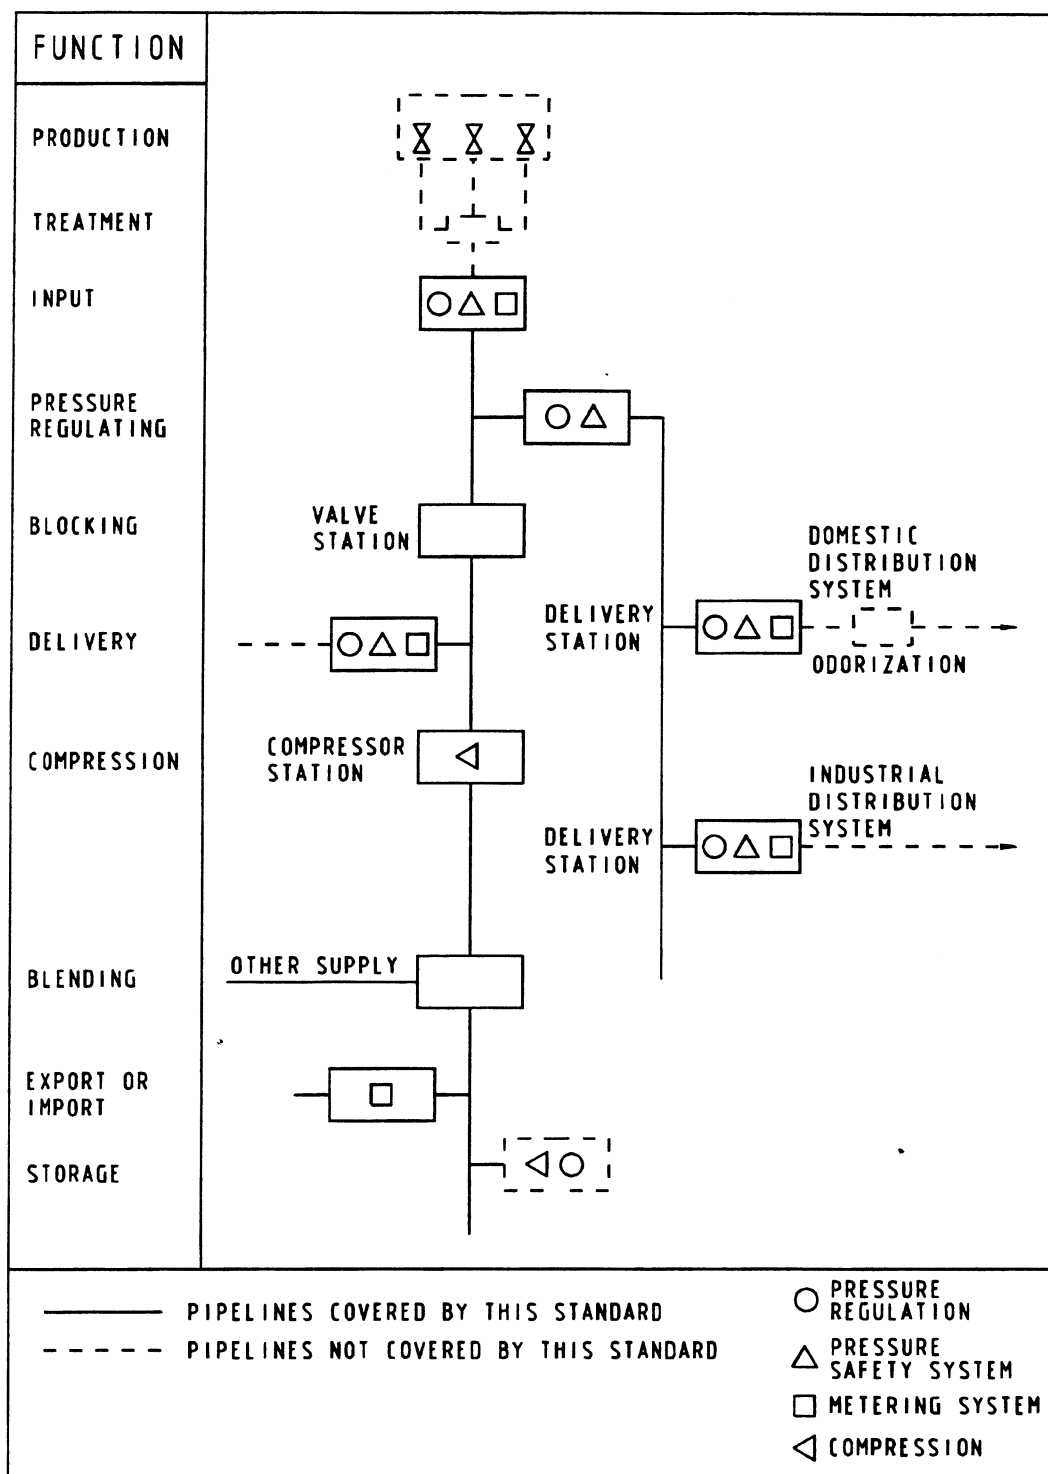 FUNCTION
PRODUCTION
TREATMENT
INPUT
PRESSURE
REGULATING
BLOCKING
VALVE
STATION
DOMESTIC
DISTRIBUTION
SYSTEM
DELIVERY
DELIVERY
STATION
ODORIZATION
COMPRESSION
COMPRESSOR
STATION
INDUSTRIAL
DISTRIBUTION
SYSTEM
DELIVERY
STATION
BLENDING
OTHER SUPPLY
EXPORT OR
IMPORT
STORAGE
PIPELINES COVERED BY THIS STANDARD
PIPELINES NOT COVERED BY THIS STANDARD
PRESSURE
REGULATION
PRESSURE
SAFETY SYSTEM
METERING SYSTEM
COMPRESSION